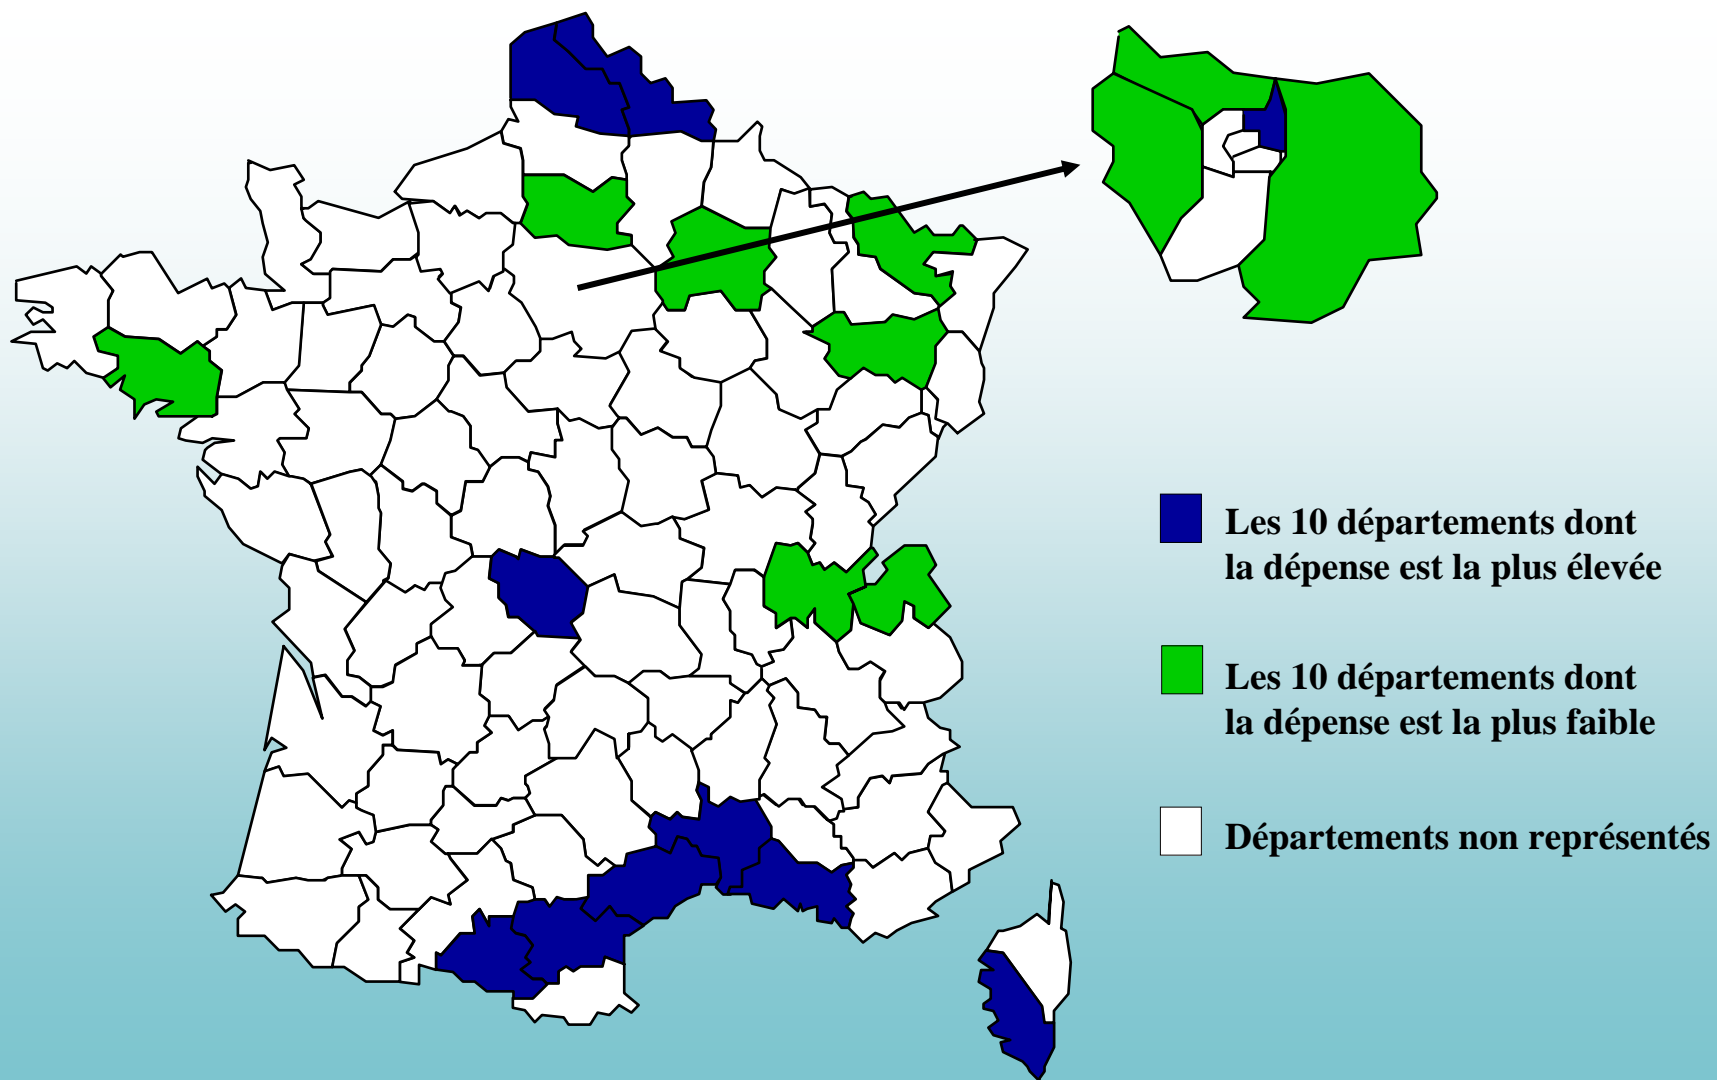 Les 10 départements dont
la dépense est la plus élevée
Les 10 départements dont
la dépense est la plus faible
Départements non représentés